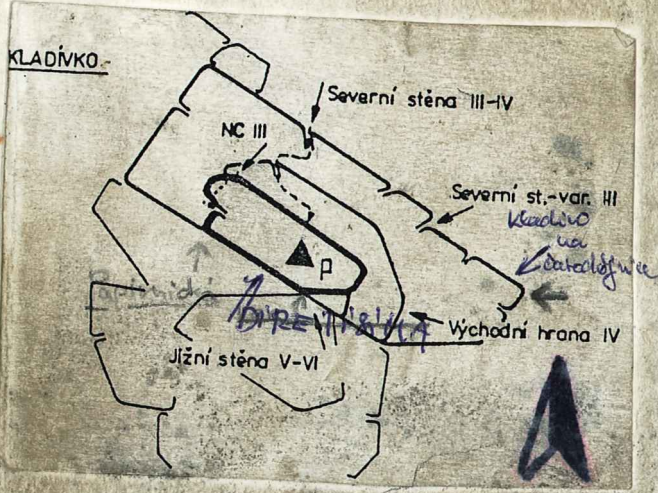 KLADÍVKO
Severní stěna III-IV
NC III
Severní st.-var. III
Kladivo
na
čarodějnice
P
Východní hrana IV
Jižní stěna V-VI